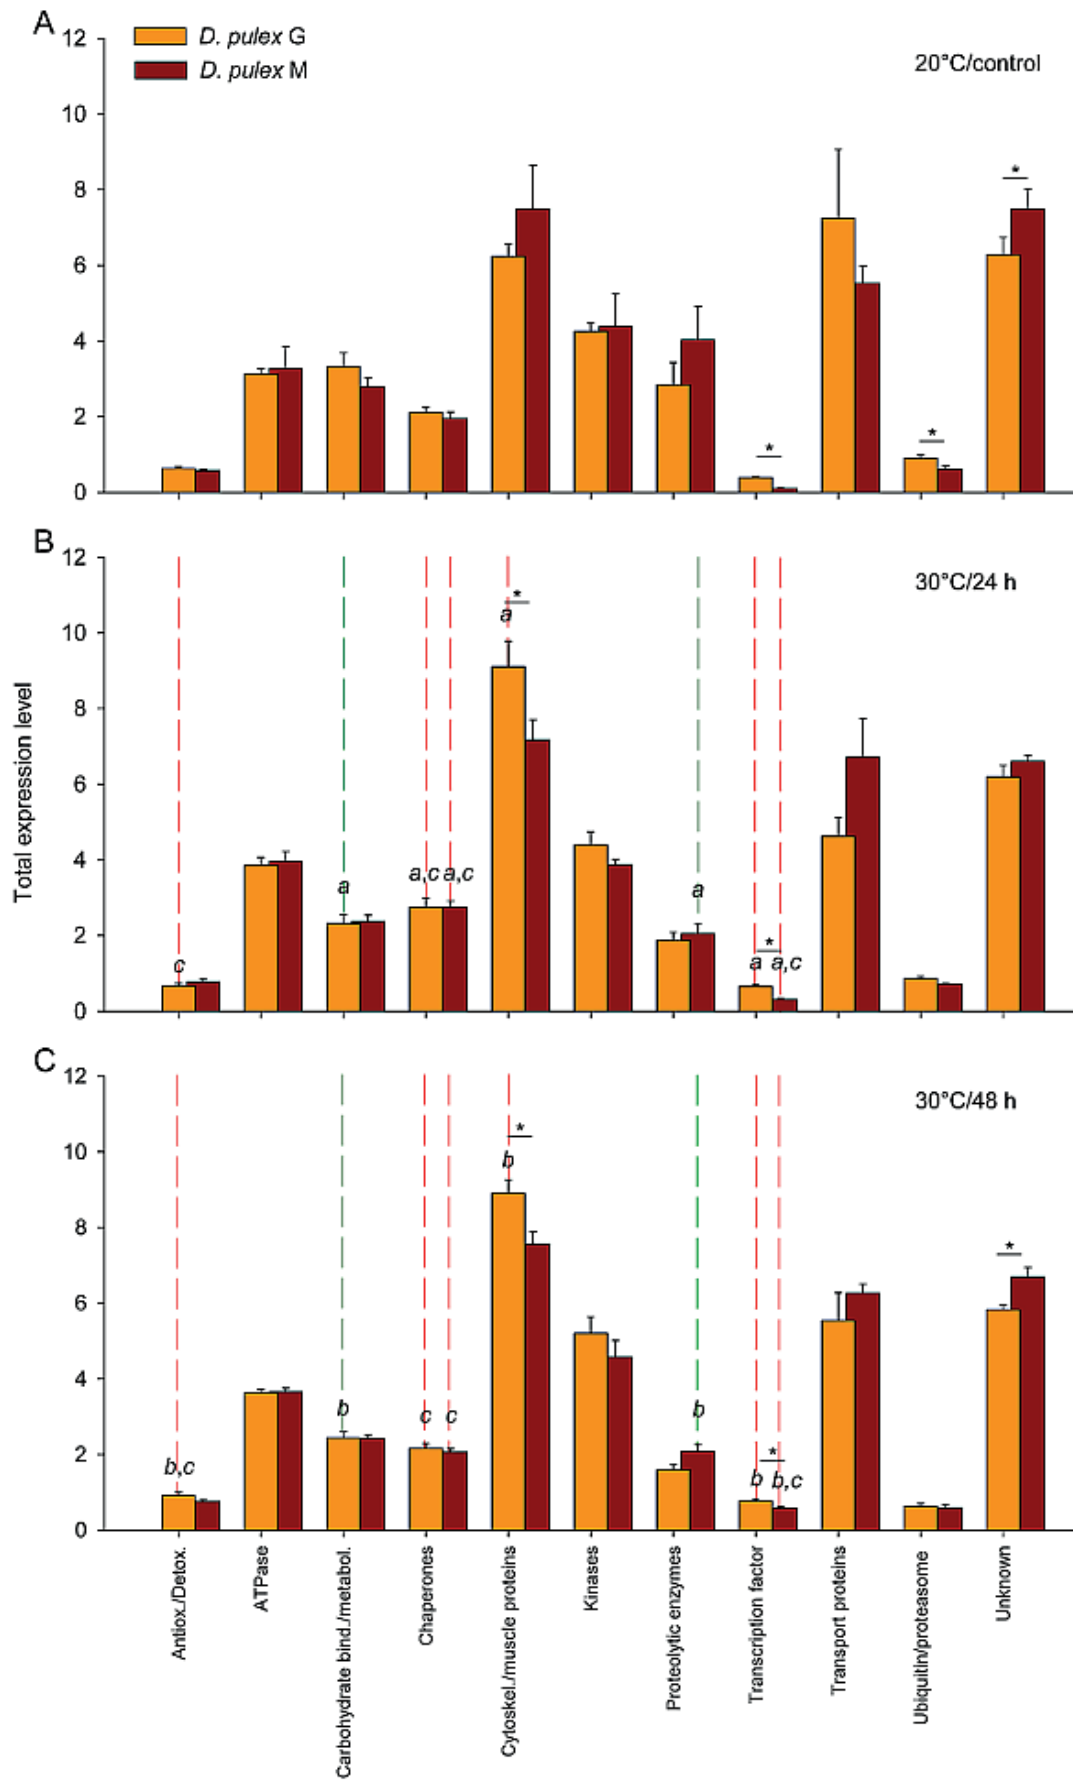 A
12
D. pulex G
D. pulex M
20°C/control
10
8
*
6
4
2
*
*
0
B
12
30°C/24 h
*
10
a
8
6
4
a
a,c
a,c
a
2
*
c
a
a,c
0
Total expression level
C
12
30°C/48 h
*
10
b
8
*
6
4
b
c
c
b
2
*
b,c
b
b,c
0
Antiox./Detox.
ATPase
Carbohydrate bind./metabol.
Chaperones
Cytoskel./muscle proteins
Kinases
Proteolytic enzymes
Transcription factor
Transport proteins
Ubiquitin/proteasome
Unknown